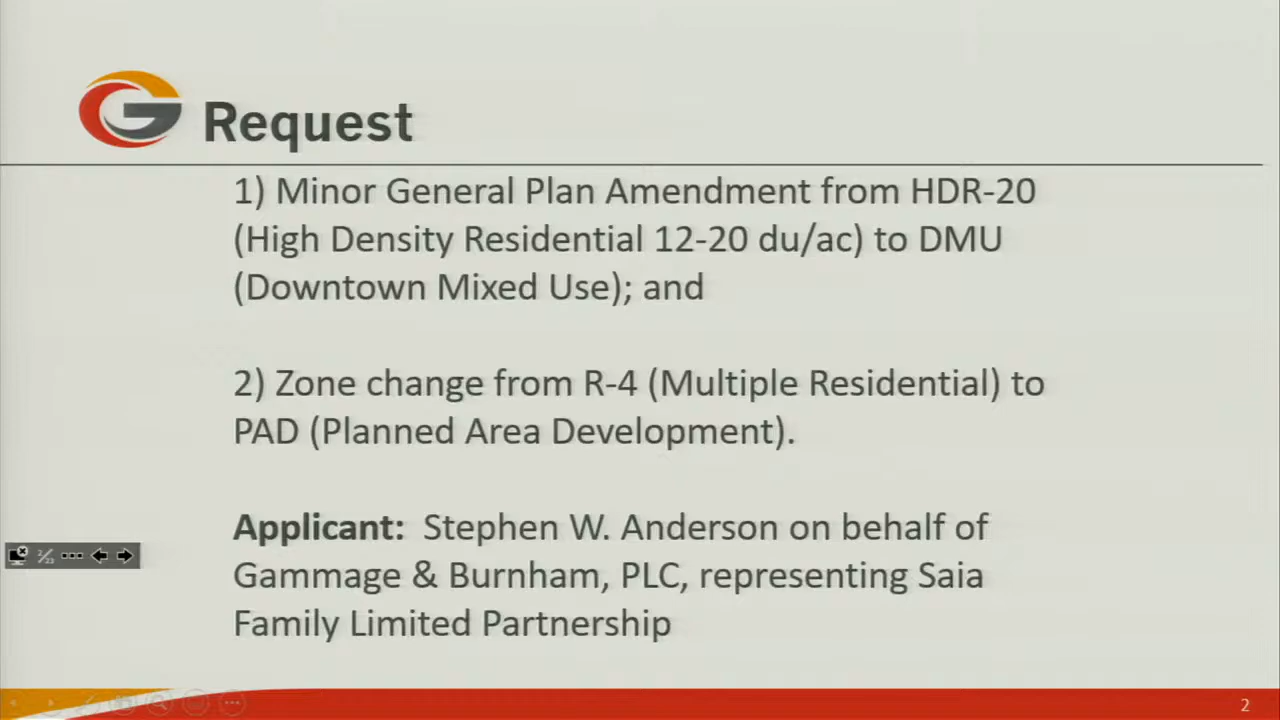 Request
1) Minor General Plan Amendment from HDR-20
(High Density Residential 12-20 du/ac) to DMU
(Downtown Mixed Use); and
2) Zone change from R-4 (Multiple Residential) to
PAD (Planned Area Development).
Applicant: Stephen W. Anderson on behalf of
Gammage & Burnham, PLC, representing Saia
Family Limited Partnership
2/23
2